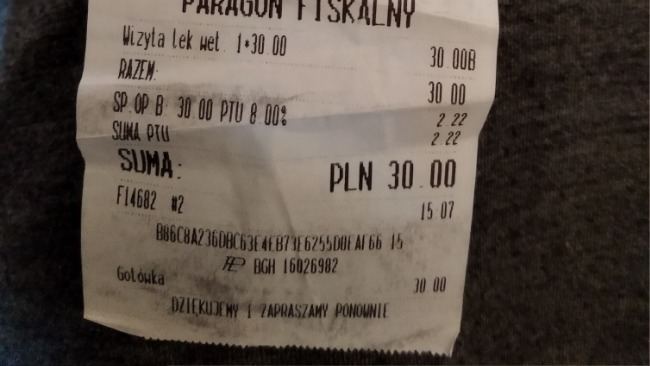 PARAGON FISKALNY
Wizyta lek wet. 1*30.00 30.00B
RAZEM: 30.00
SP.OP.B: 30.00 PTU 8.00% 2.22
SUMA PTU 2.22
SUMA: PLN 30.00
F14682 #2 15:07
BGH 16026982
Gotówka 30.00
DZIĘKUJEMY I ZAPRASZAMY PONOWNIE